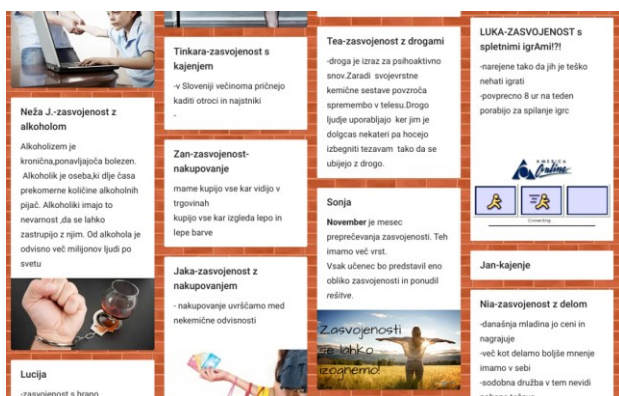 Neža J.-zasvojenost z
alkoholom
Alkoholizem je
kronična,ponavljajoča bolezen.
Alkoholik je oseba,ki dlje časa
prekomerne količine alkoholnih
pijač. Alkoholiki imajo to
nevarnost ,da se lahko
zastrupijo z njim. Od alkohola je
odvisno več milijonov ljudi po
svetu
Lucija
-zasvojenost s hrano
Tinkara-zasvojenost s
kajenjem
-v Sloveniji večinoma pričnejo
kaditi otroci in najstniki
-
Zan-zasvojenost-
nakupovanje
mame kupijo vse kar vidijo v
trgovinah
kupijo vse kar izgleda lepo in
lepe barve
Jaka-zasvojenost z
nakupovanjem
- nakupovanje uvrščamo med
nekemične odvisnosti
Tea-zasvojenost z drogami
-droga je izraz za psihoaktivno
snov.Zaradi svojevrstne
kemične sestave povzroča
spremembo v telesu.Drogo
ljudje uporabljajo ker jim je
dolgcas nekateri pa hocejo
izbegniti tezavam tako da se
ubijejo z drogo.
Sonja
November je mesec
preprečevanja zasvojenosti. Teh
imamo več vrst.
Vsak učenec bo predstavil eno
obliko zasvojenosti in ponudil
rešitve.
Zasvojenosti
se lahko
izognemo!
LUKA-ZASVOJENOST s
spletnimi igrAmi!?!
-narejene tako da jih je teško
nehati igrati
-povprecno 8 ur na teden
porabijo za spilanje igrc
AMERICA
Online
Connecting...
Jan-kajenje
Nia-zasvojenost z delom
-današnja mladina jo ceni in
nagrajuje
-več kot delamo boljše mnenje
imamo v sebi
-sodobna družba v tem nevidi